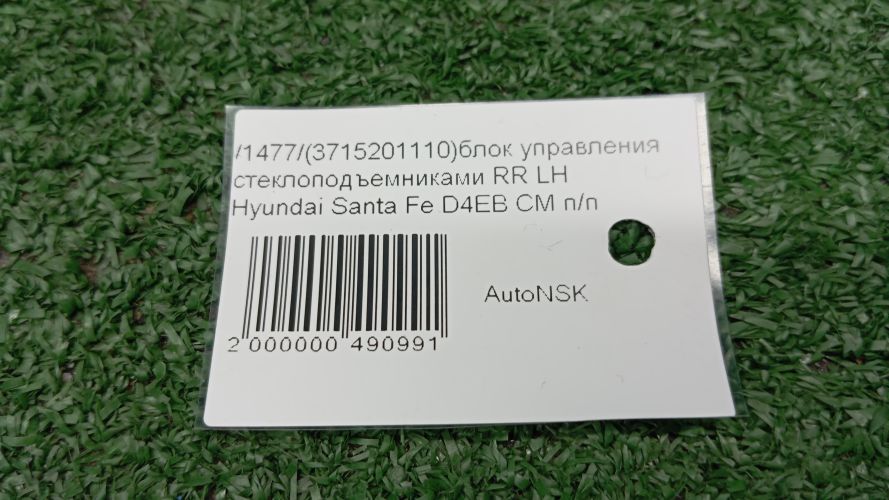 /1477/(3715201110)блок управления
стеклоподъемниками RR LH
Hyundai Santa Fe D4EB CM п/п
AutoNSK
2 000000 490991